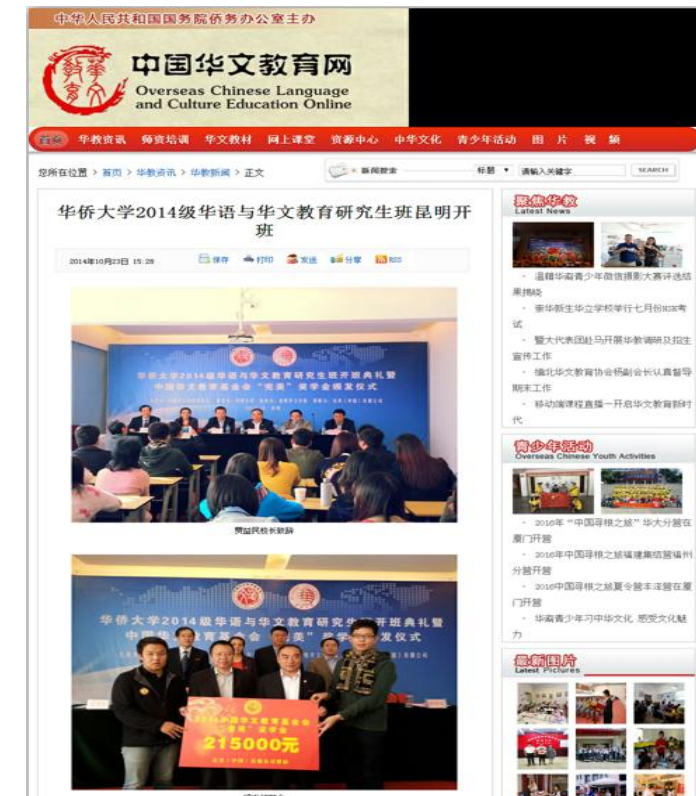 中华人民共和国国务院侨务办公室主办
中国华文教育网
Overseas Chinese Language
and Culture Education Online
首页 华教资讯 师资培训 华文教材 网上课堂 资源中心 中华文化 青少年活动 图片 视频
您所在位置 > 首页 > 华教资讯 > 华教新闻 > 正文
新闻搜索 标题 请输入关键字 SEARCH
华侨大学2014级华语与华文教育研究生班昆明开
班
2014年10月23日 15:28 保存 打印 发送 分享 RSS
华侨大学2014级华语与华文教育研究生班开班典礼暨
中国华文教育基金会“完美”奖学金颁发仪式
贾益民校长致辞
华侨大学2014级华语与华文教育研究生班开班典礼暨
215000元
聚焦华教
Latest News
· 温籍华裔青少年微信摄影大赛评选结
果揭晓
· 崇华新生华立学校举行七月份HSK考
试
· 暨大代表团赴马开展华教调研及招生
宣传工作
· 缅北华文教育协会杨副会长认真督导
期末工作
· 移动端课程直播—开启华文教育新时
代
青少年活动
Overseas Chinese Youth Activities
· 2016年“中国寻根之旅”华大分营在
厦门开营
· 2016年中国寻根之旅福建集结营福州
分营开营
· 2016中国寻根之旅夏令营丰泽营在厦
门开营
· 华裔青少年习中华文化 感受文化魅
力
最新图片
Latest Pictures